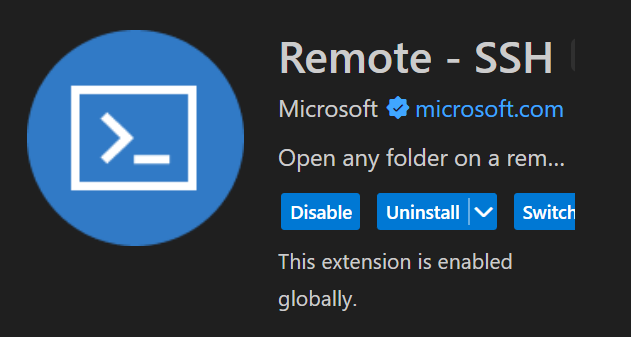 Remote - SSH
Microsoft microsoft.com
Open any folder on a rem...
Disable Uninstall Switch
This extension is enabled
globally.